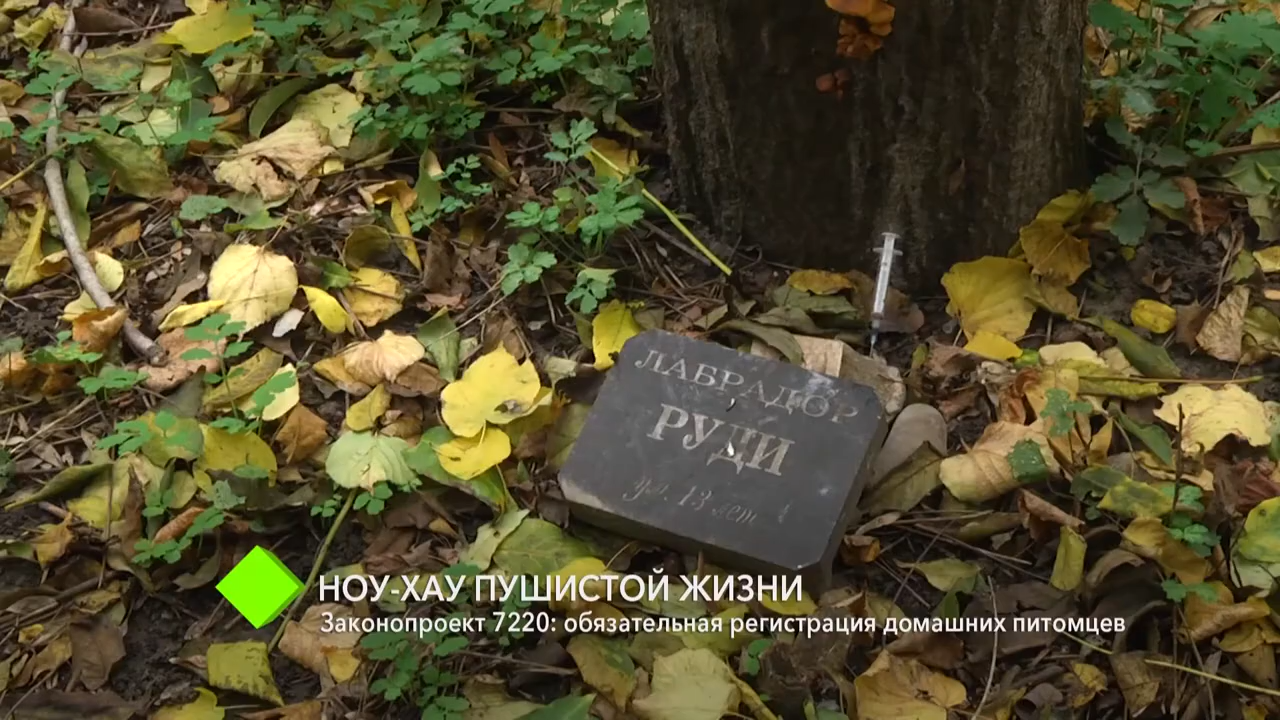 ЛАБРАДОР
РУДИ
ум. 13 лет
НОУ-ХАУ ПУШИСТОЙ ЖИЗНИ
Законопроект 7220: обязательная регистрация домашних питомцев